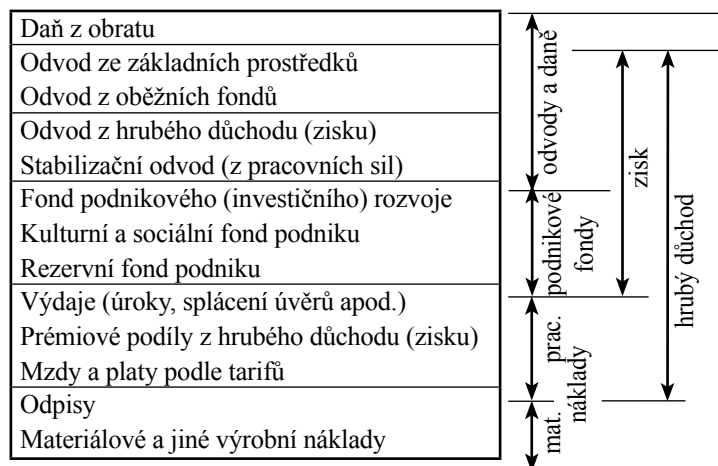 Daň z obratu
Odvod ze základních prostředků
Odvod z oběžných fondů
Odvod z hrubého důchodu (zisku)
Stabilizační odvod (z pracovních sil)
Fond podnikového (investičního) rozvoje
Kulturní a sociální fond podniku
Rezervní fond podniku
Výdaje (úroky, splácení úvěrů apod.)
Prémiové podíly z hrubého důchodu (zisku)
Mzdy a platy podle tarifů
Odpisy
Materiálové a jiné výrobní náklady
odvody a daně
podnikové
fondy
prac.
náklady
mat.
zisk
hrubý důchod